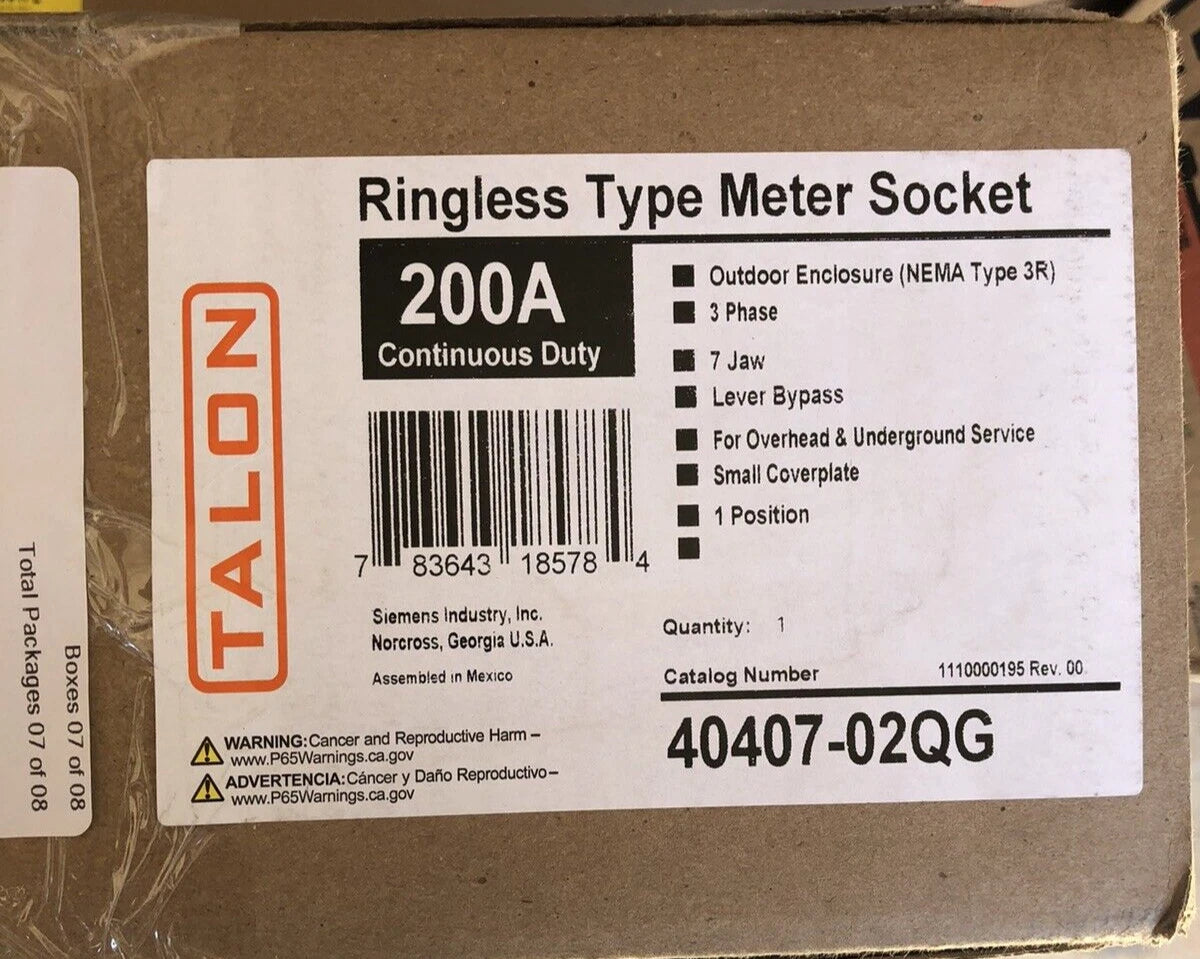 Ringless Type Meter Socket
200A
Continuous Duty
Outdoor Enclosure (NEMA Type 3R)
3 Phase
7 Jaw
Lever Bypass
For Overhead & Underground Service
Small Coverplate
1 Position
TALON
7 83643 18578 4
Siemens Industry, Inc.
Norcross, Georgia U.S.A.
Assembled in Mexico
Quantity: 1
Catalog Number 1110000195 Rev. 00
40407-02QG
WARNING: Cancer and Reproductive Harm –
www.P65Warnings.ca.gov
ADVERTENCIA: Cáncer y Daño Reproductivo–
www.P65Warnings.ca.gov
Boxes 07 of 08
Total Packages 07 of 08